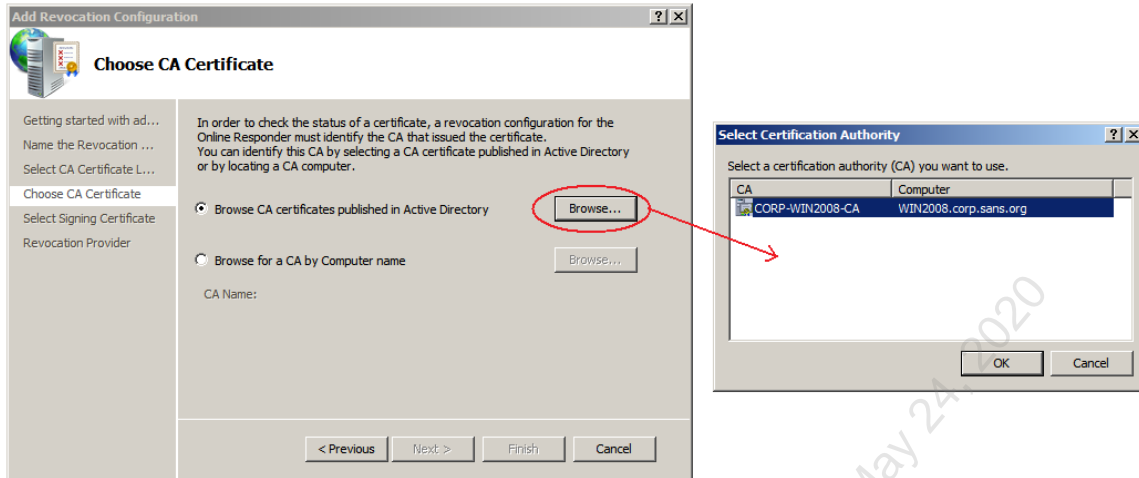 Add Revocation Configuration
Choose CA Certificate
Getting started with ad...
Name the Revocation ...
Select CA Certificate L...
Choose CA Certificate
Select Signing Certificate
Revocation Provider
In order to check the status of a certificate, a revocation configuration for the
Online Responder must identify the CA that issued the certificate.
You can identify this CA by selecting a CA certificate published in Active Directory
or by locating a CA computer.
Browse CA certificates published in Active Directory
Browse...
Browse for a CA by Computer name
Browse...
CA Name:
< Previous
Next >
Finish
Cancel
Select Certification Authority
Select a certification authority (CA) you want to use.
CA Computer
CORP-WIN2008-CA WIN2008.corp.sans.org
OK
Cancel
May 24, 2020